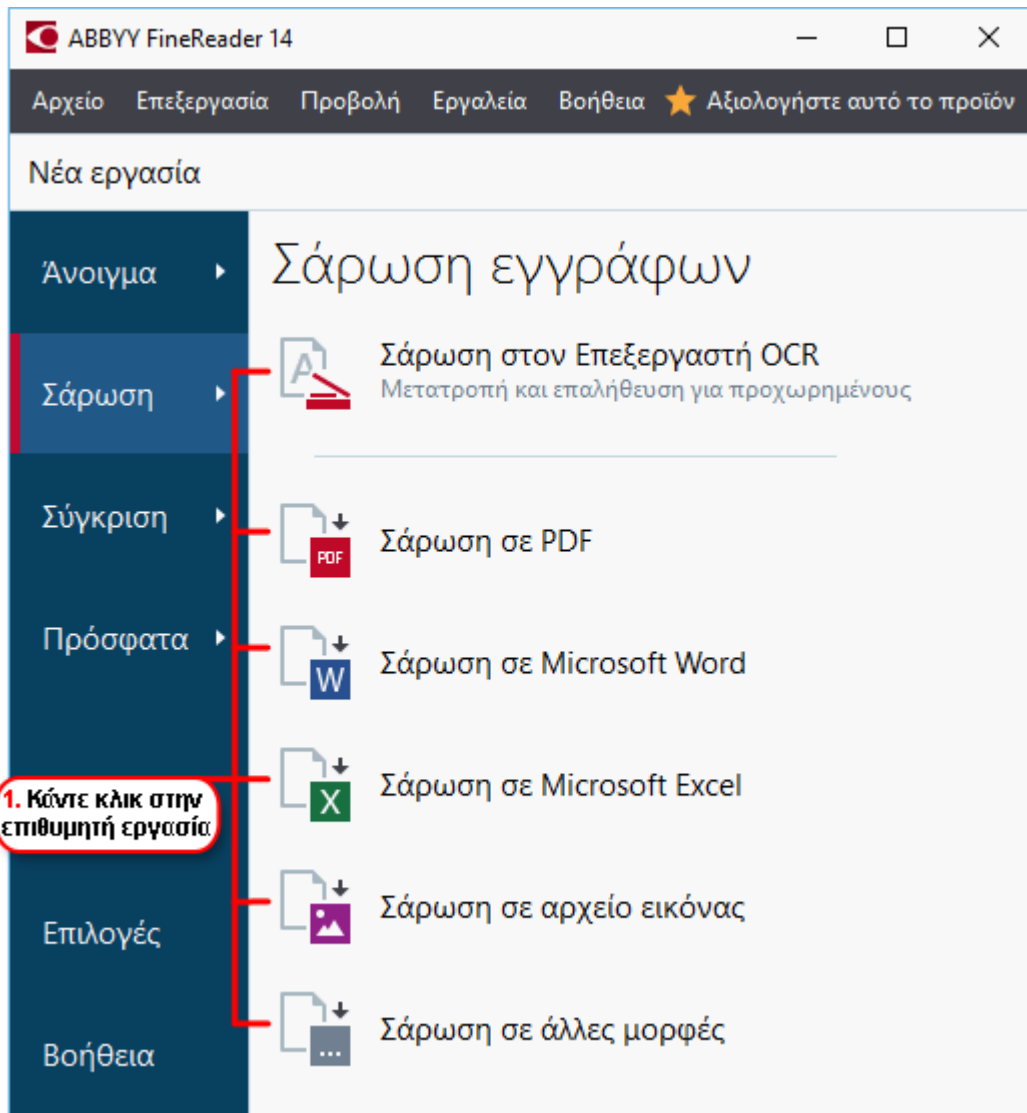 ABBYY FineReader 14
Αρχείο Επεξεργασία Προβολή Εργαλεία Βοήθεια Αξιολογήστε αυτό το προϊόν
Νέα εργασία
Άνοιγμα
Σάρωση
Σύγκριση
Πρόσφατα
1. Κάντε κλικ στην
επιθυμητή εργασία
Επιλογές
Βοήθεια
Σάρωση εγγράφων
A
Σάρωση στον Επεξεργαστή OCR
Μετατροπή και επαλήθευση για προχωρημένους
PDF
Σάρωση σε PDF
W
Σάρωση σε Microsoft Word
X
Σάρωση σε Microsoft Excel
Σάρωση σε αρχείο εικόνας
...
Σάρωση σε άλλες μορφές